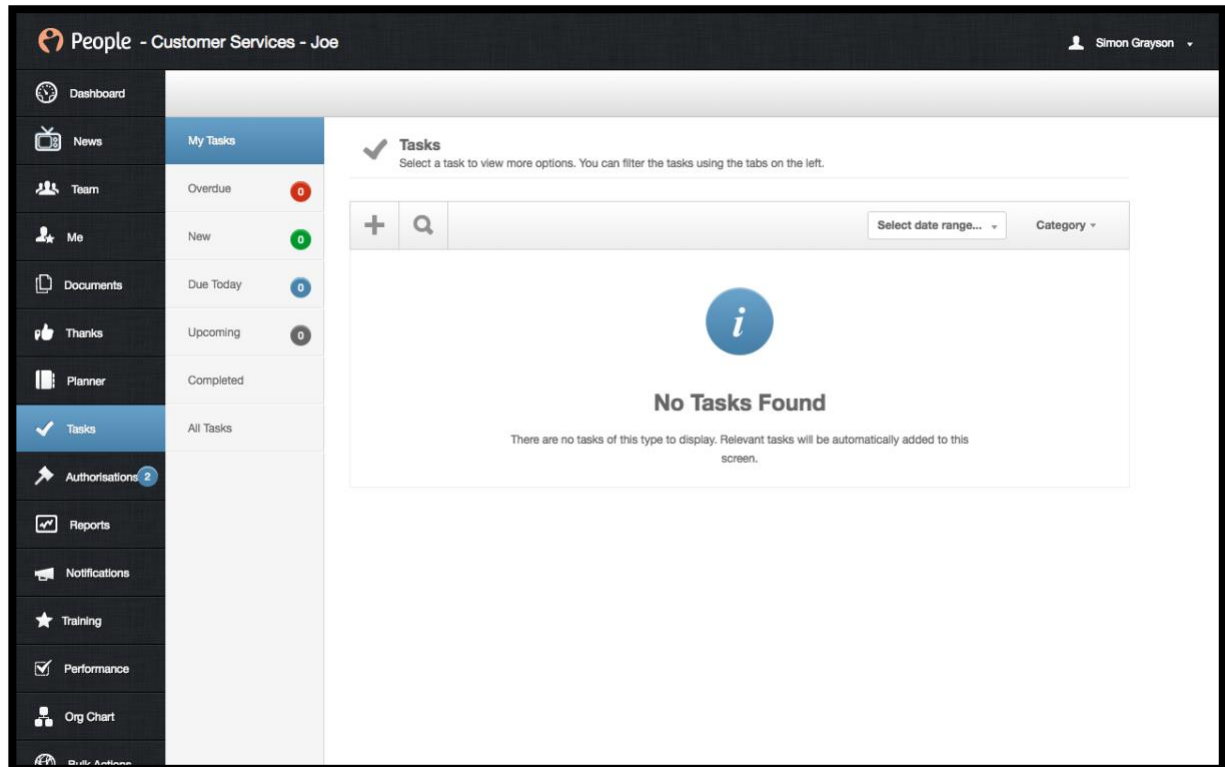 People - Customer Services - Joe
Simon Grayson
Dashboard
News
Team
Me
Documents
Thanks
Planner
Tasks
Authorisations 2
Reports
Notifications
Training
Performance
Org Chart
Bulk Actions
My Tasks
Overdue 0
New 0
Due Today 0
Upcoming 0
Completed
All Tasks
Tasks
Select a task to view more options. You can filter the tasks using the tabs on the left.
Select date range...
Category
i
No Tasks Found
There are no tasks of this type to display. Relevant tasks will be automatically added to this
screen.